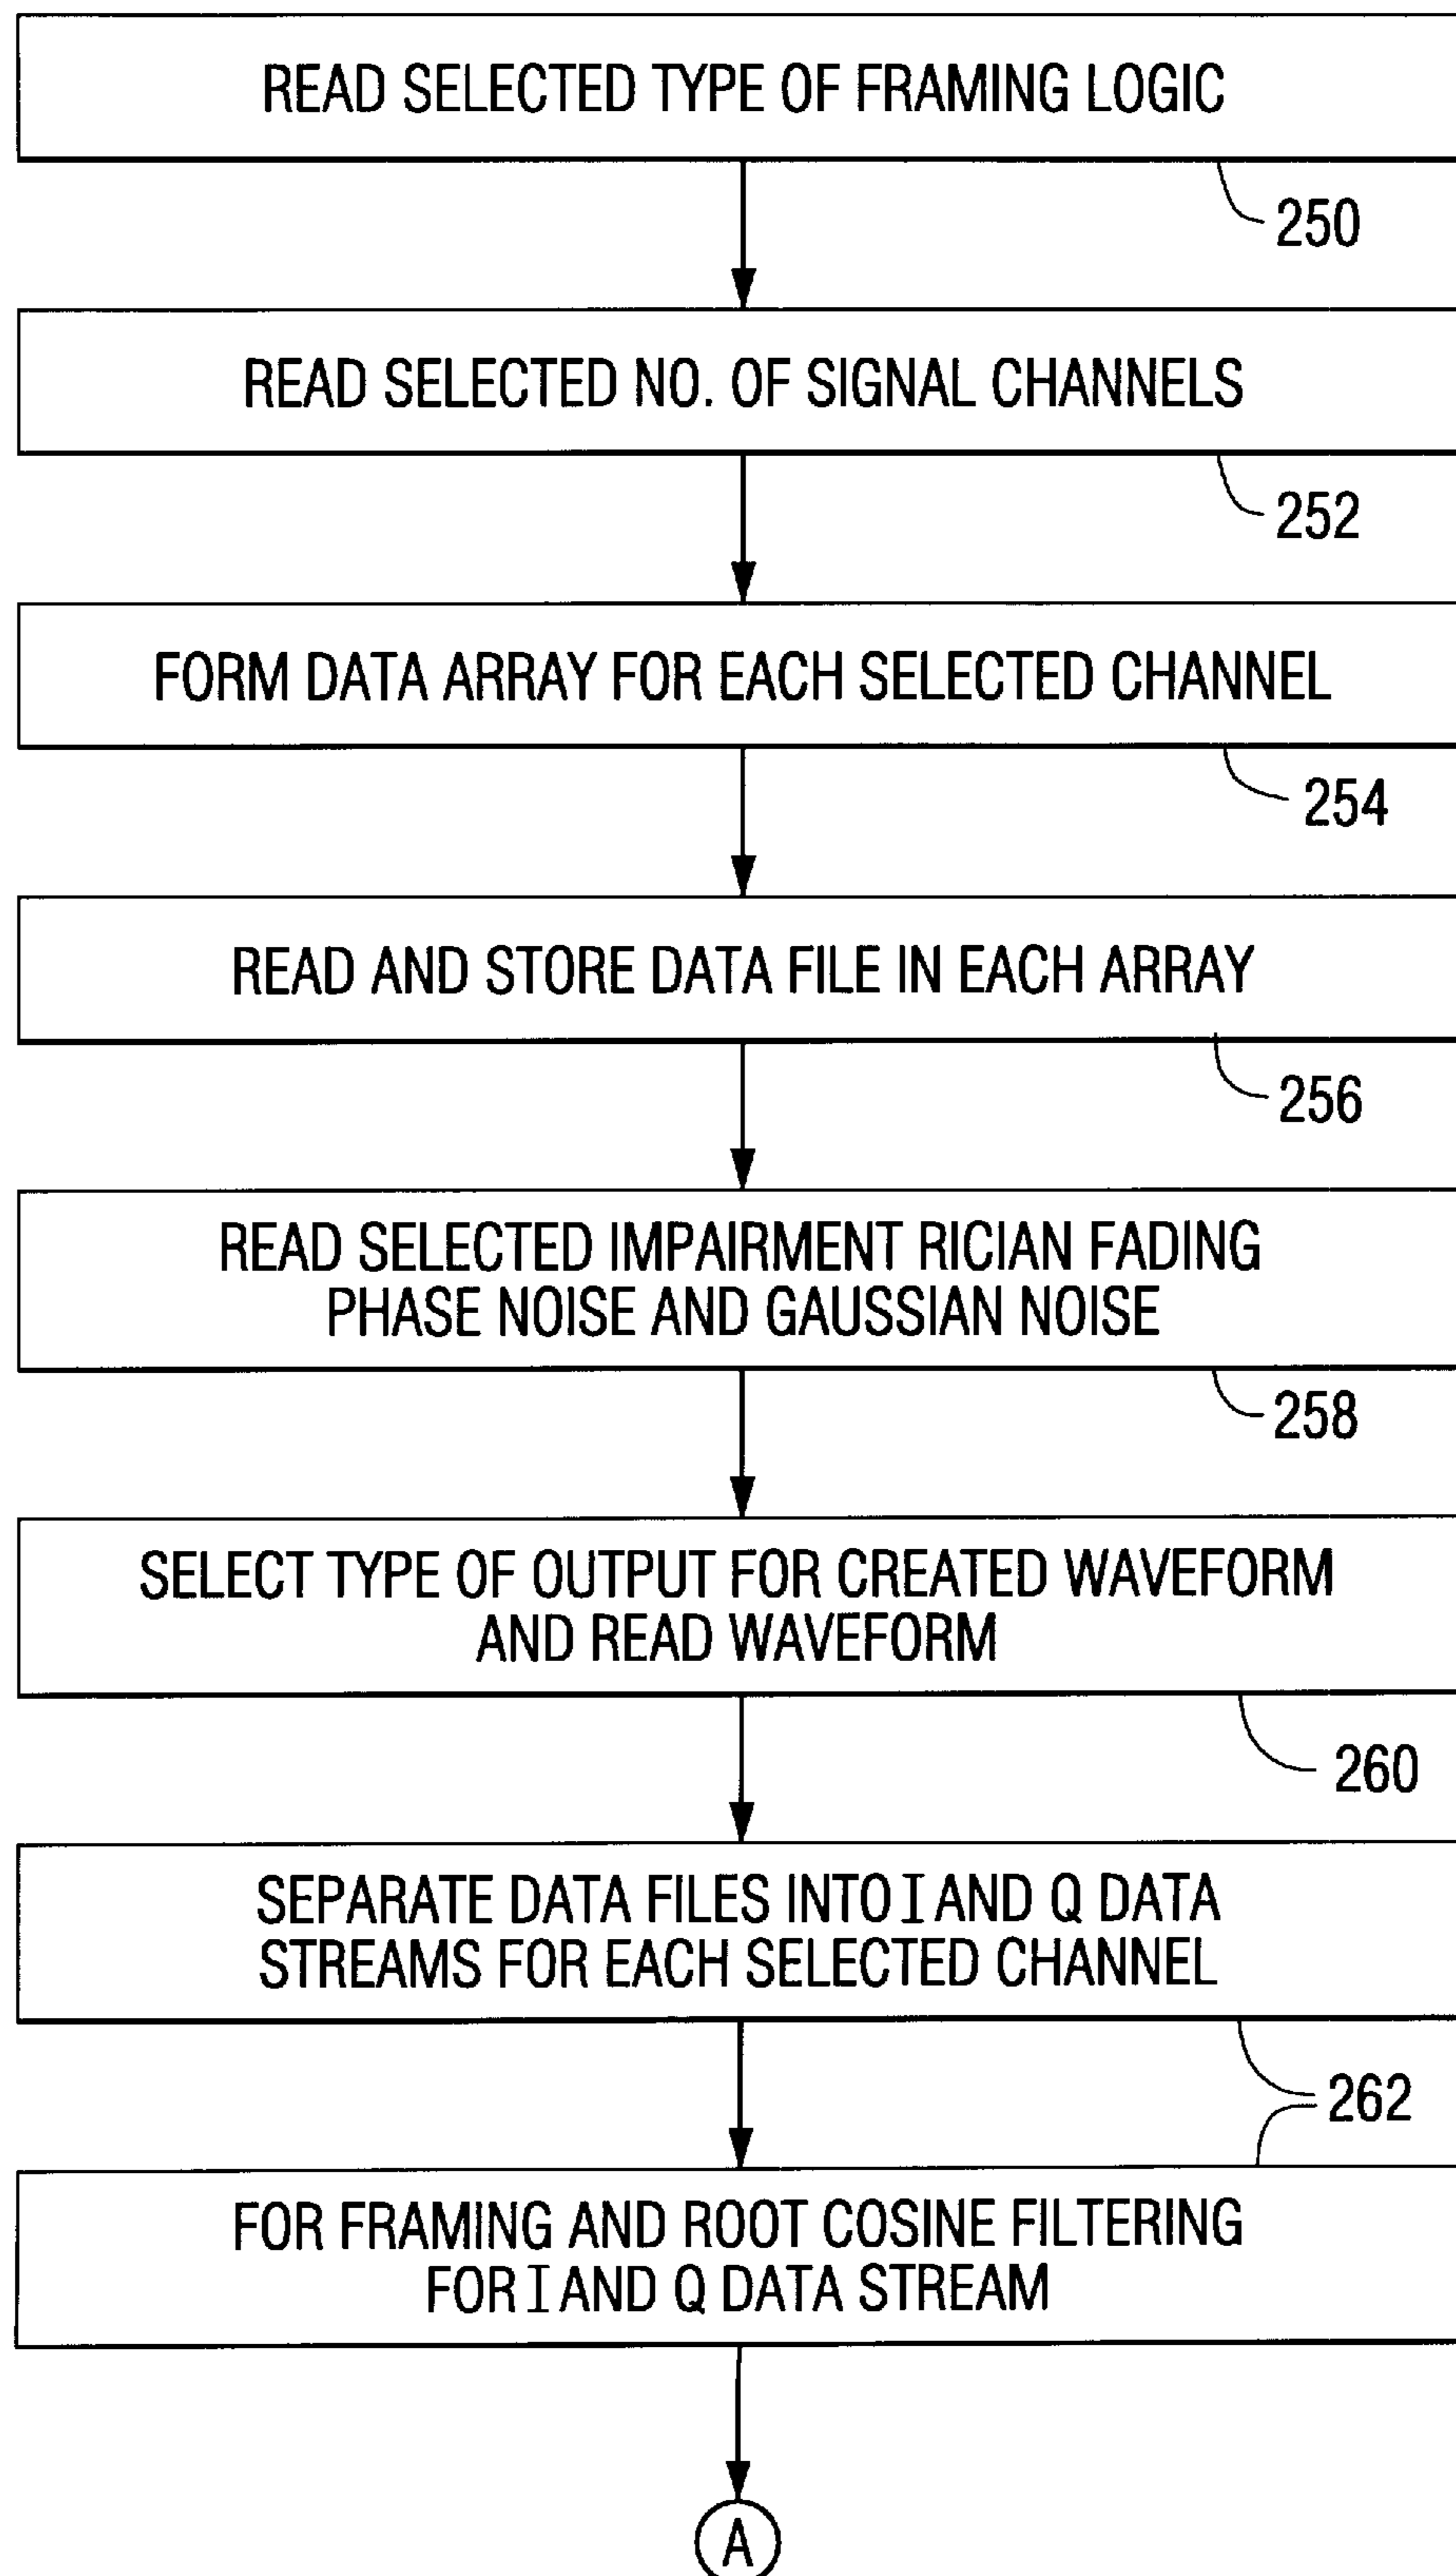 READ SELECTED TYPE OF FRAMING LOGIC
250
READ SELECTED NO. OF SIGNAL CHANNELS
252
FORM DATA ARRAY FOR EACH SELECTED CHANNEL
254
READ AND STORE DATA FILE IN EACH ARRAY
256
READ SELECTED IMPAIRMENT RICIAN FADING
PHASE NOISE AND GAUSSIAN NOISE
258
SELECT TYPE OF OUTPUT FOR CREATED WAVEFORM
AND READ WAVEFORM
260
SEPARATE DATA FILES INTO I AND Q DATA
STREAMS FOR EACH SELECTED CHANNEL
262
FOR FRAMING AND ROOT COSINE FILTERING
FOR I AND Q DATA STREAM
A